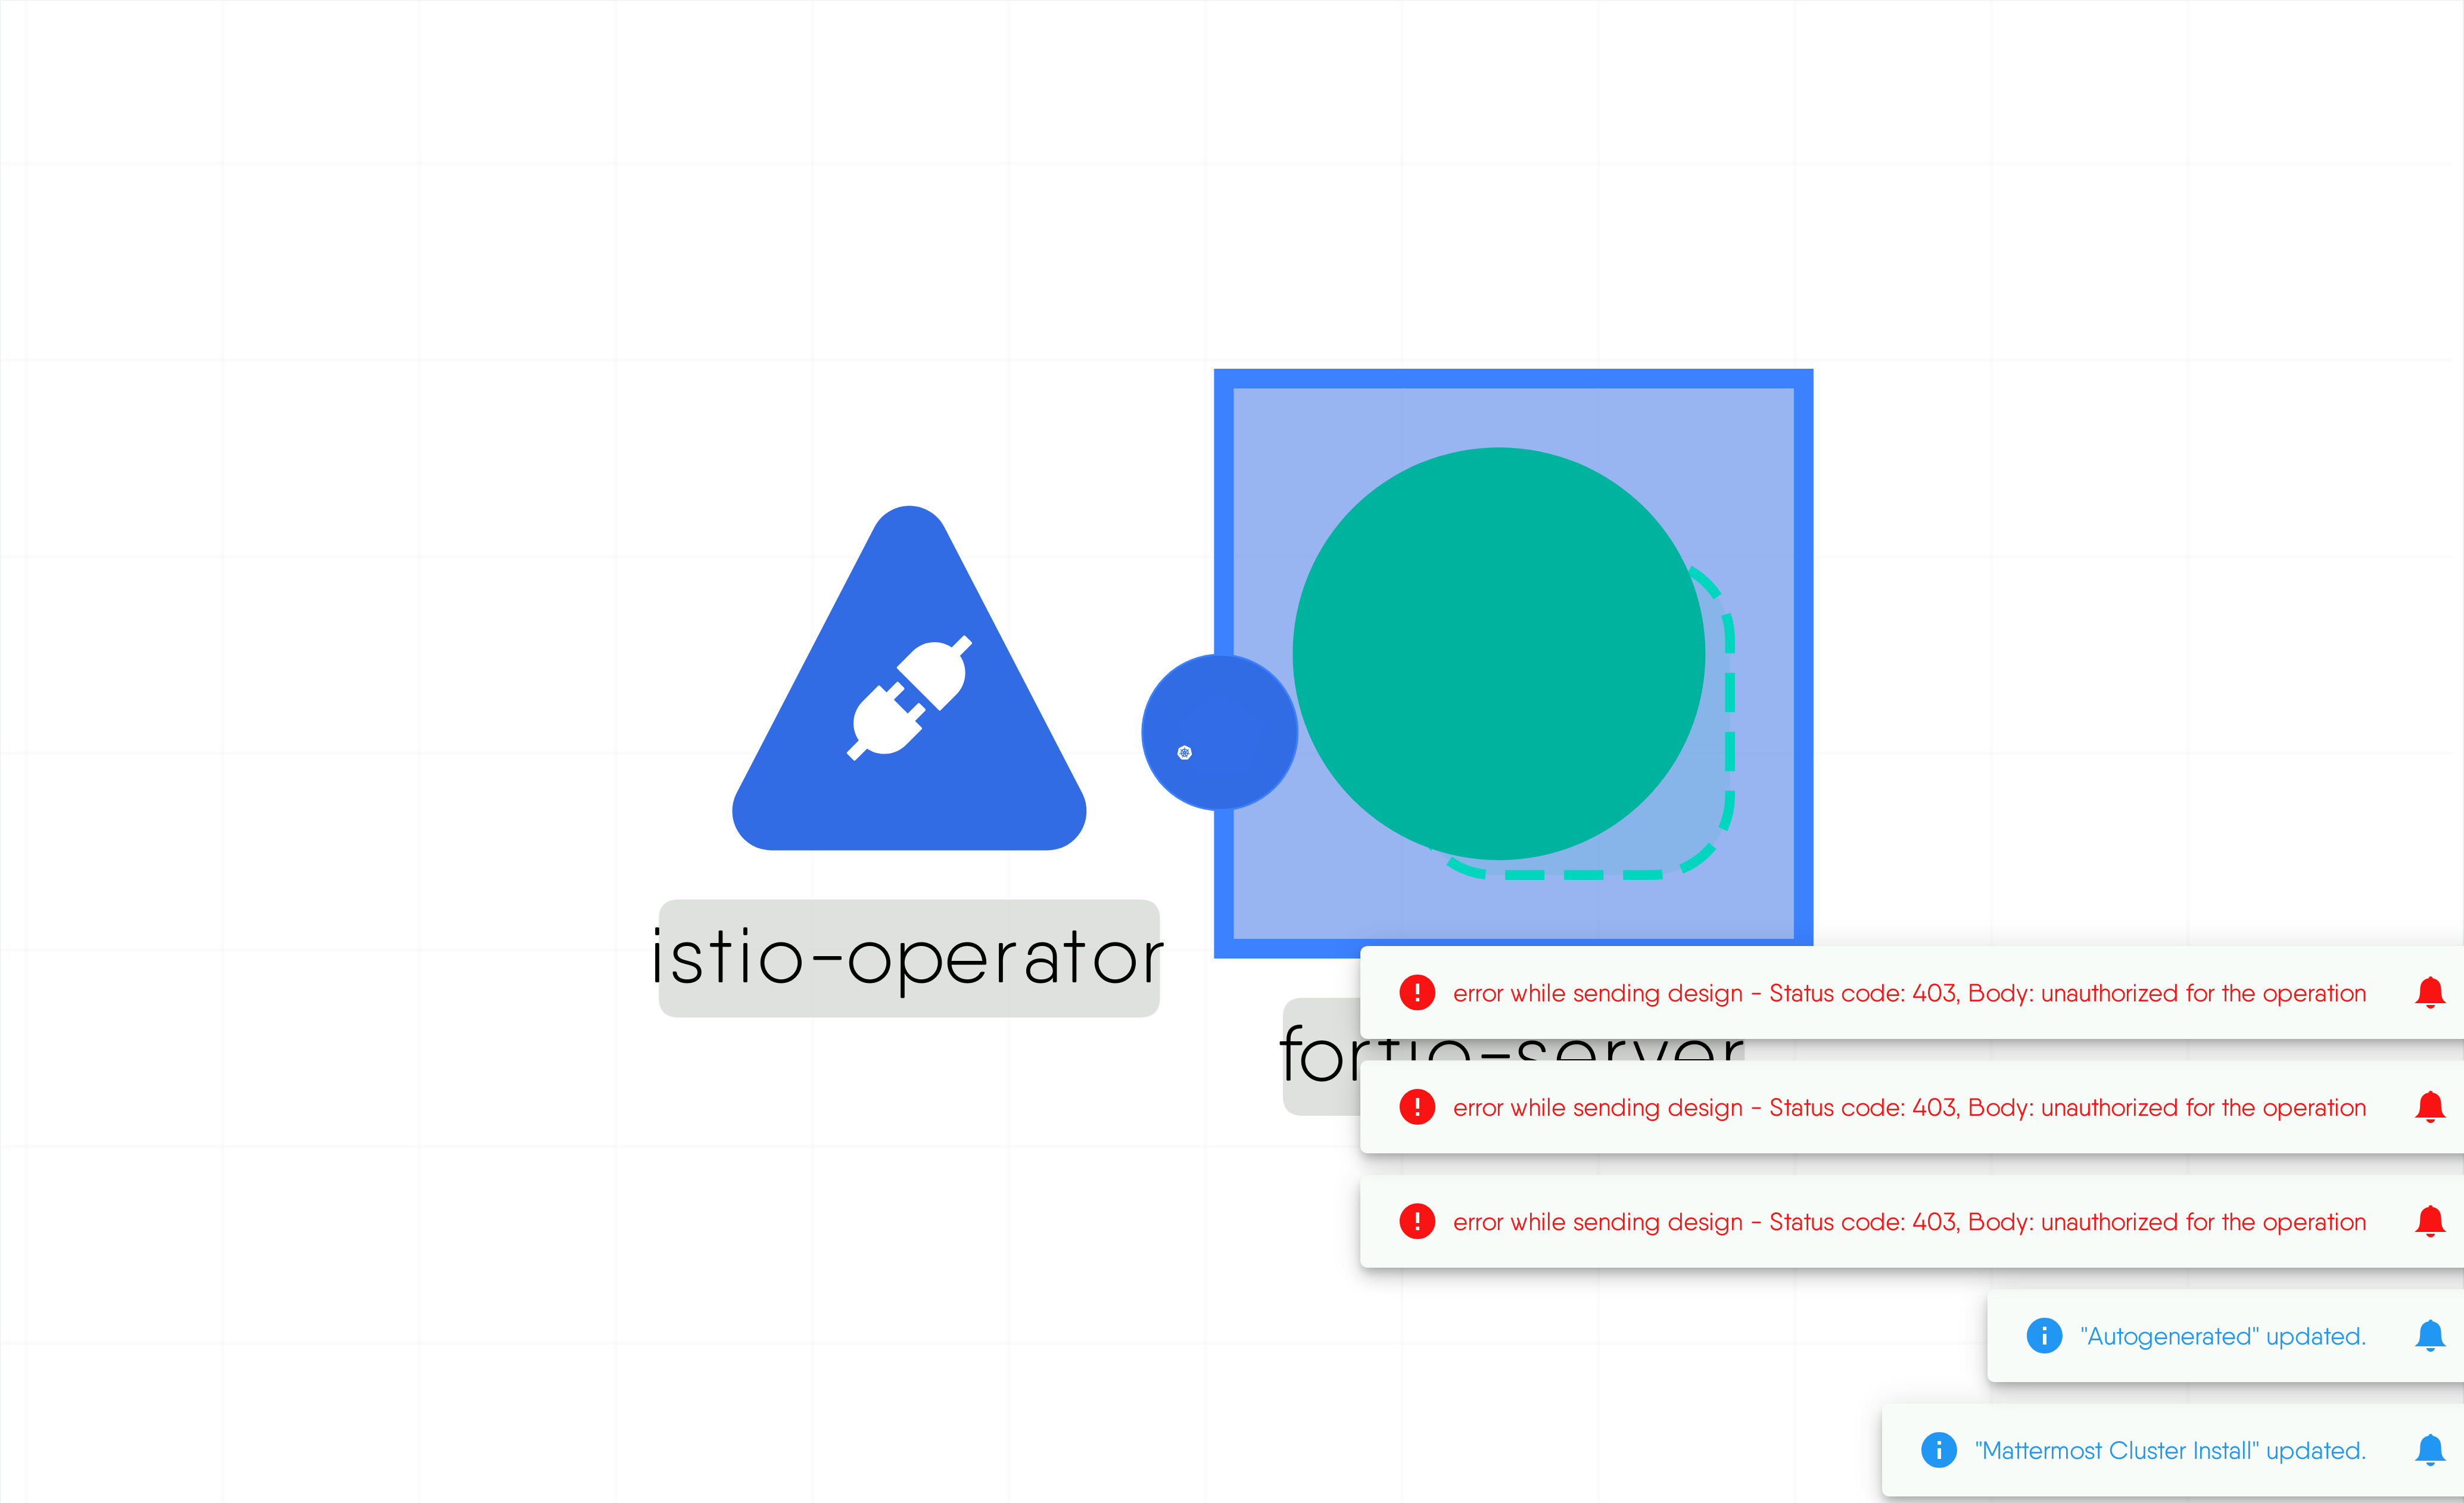 istio-operator
fortio-server
error while sending design - Status code: 403, Body: unauthorized for the operation
error while sending design - Status code: 403, Body: unauthorized for the operation
error while sending design - Status code: 403, Body: unauthorized for the operation
"Autogenerated" updated.
"Mattermost Cluster Install" updated.